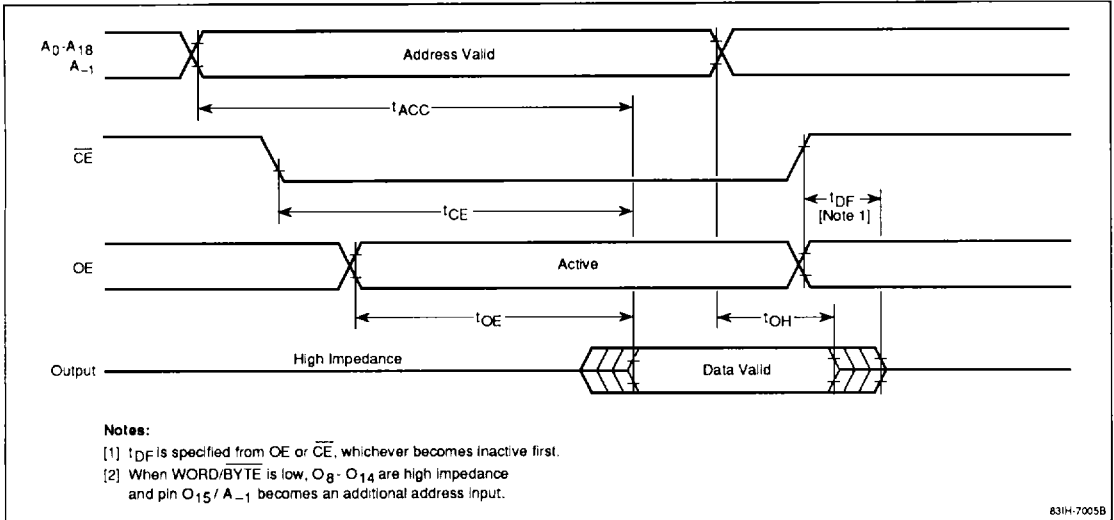 A0-A18
A–1
Address Valid
tACC
CE
tCE
tDF
[Note 1]
OE
Active
tOE
tOH
Output
High Impedance
Data Valid
Notes:
[1] tDF is specified from OE or CE, whichever becomes inactive first.
[2] When WORD/BYTE is low, O8- O14 are high impedance
and pin O15/ A–1 becomes an additional address input.
83IH-7005B